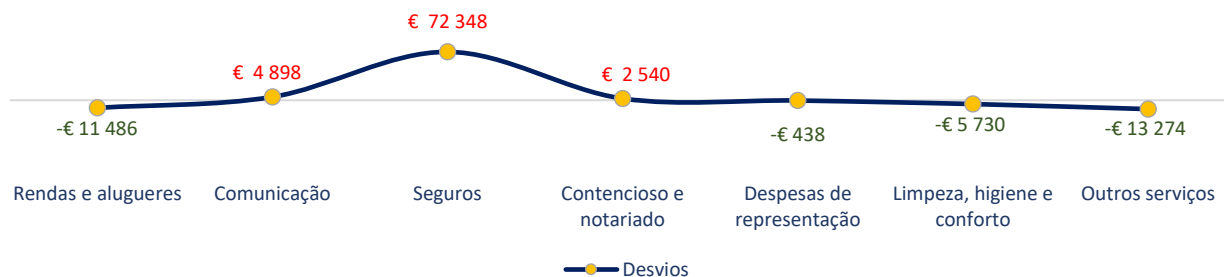 € 72 348
€ 4 898
€ 2 540
-€ 11 486
-€ 438
-€ 5 730
-€ 13 274
Rendas e alugueres
Comunicação
Seguros
Contencioso e
notariado
Despesas de
representação
Limpeza, higiene e
conforto
Outros serviços
Desvios